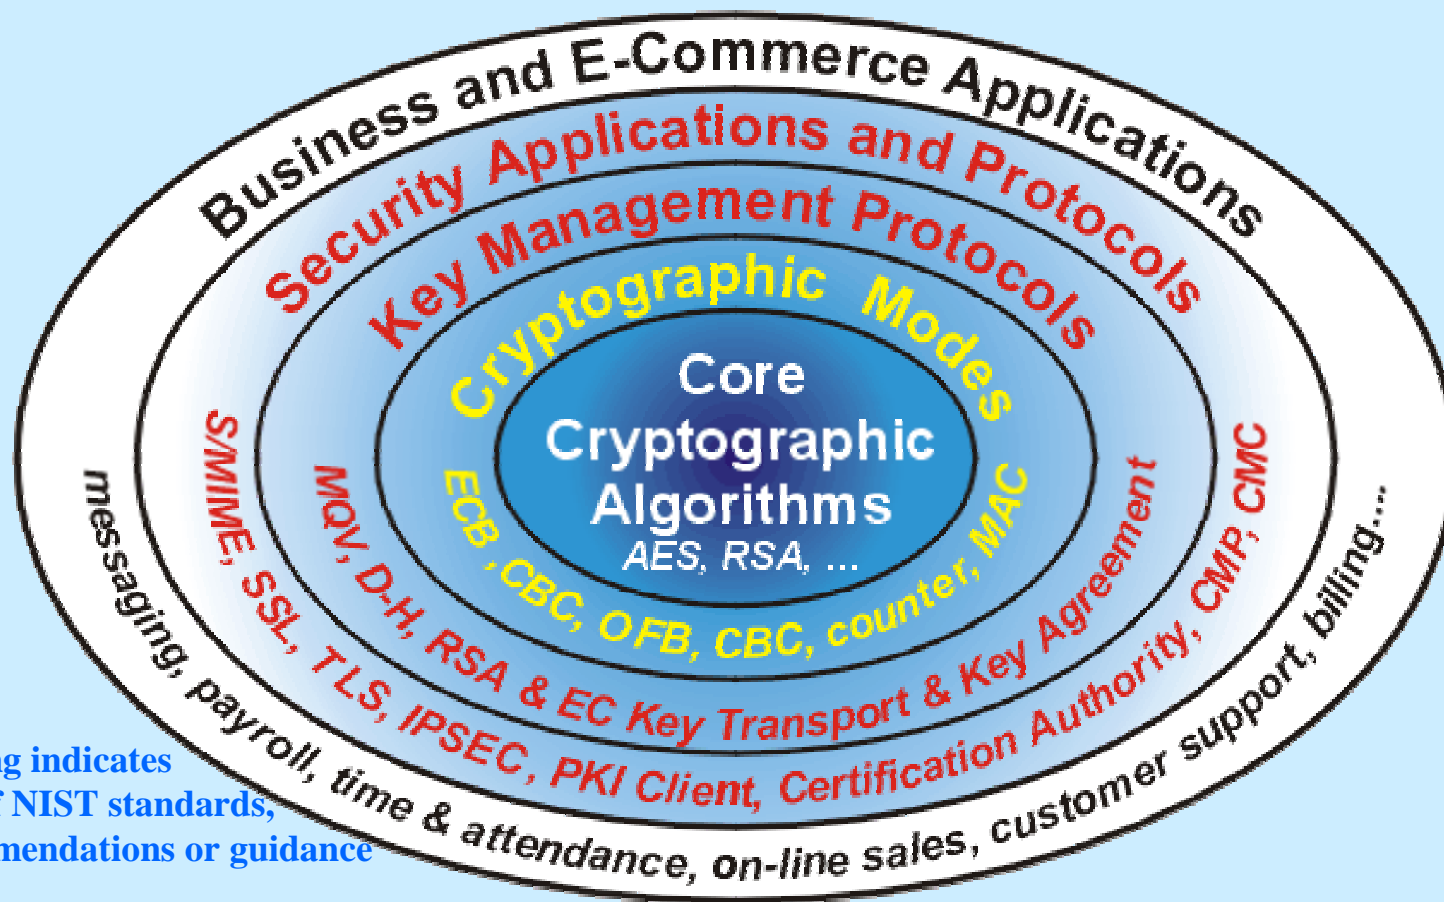 Business and E-Commerce Applications
Security Applications and Protocols
Key Management Protocols
Cryptographic Modes
Core
Cryptographic
Algorithms
AES, RSA, ...
ECB ,CBC, OFB, CBC, counter, MAC
MQV, D-H, RSA & EC Key Transport & Key Agreement
S/MIME, SSL, TLS, IPSEC, PKI Client, Certification Authority, CMP, CMC
messaging, payroll, time & attendance, on-line sales, customer support, billing....
indicates
NIST standards,
or guidance